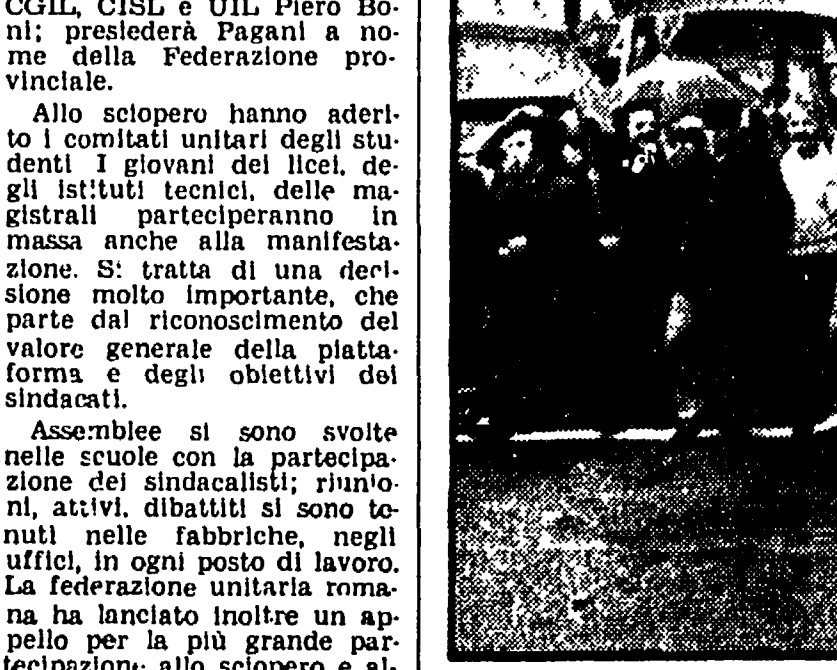 CGIL, CISL e UIL Piero Bo-
ni; presiederà Pagani a no-
me della Federazione pro-
vinciale.
Allo sciopero hanno aderi-
to i comitati unitari degli stu-
denti I giovani dei licei, de-
gli istituti tecnici, delle ma-
gistrali parteciperanno in
massa anche alla manifesta-
zione. Si tratta di una deci-
sione molto importante, che
parte dal riconoscimento del
valore generale della piatta-
forma e degli obiettivi dei
sindacati.
Assemblee si sono svolte
nelle scuole con la partecipa-
zione dei sindacalisti; riunio-
ni, attivi, dibattiti si sono te-
nuti nelle fabbriche, negli
uffici, in ogni posto di lavoro.
La federazione unitaria roma-
na ha lanciato inoltre un ap-
pello per la più grande par-
tecipazione allo sciopero e al-